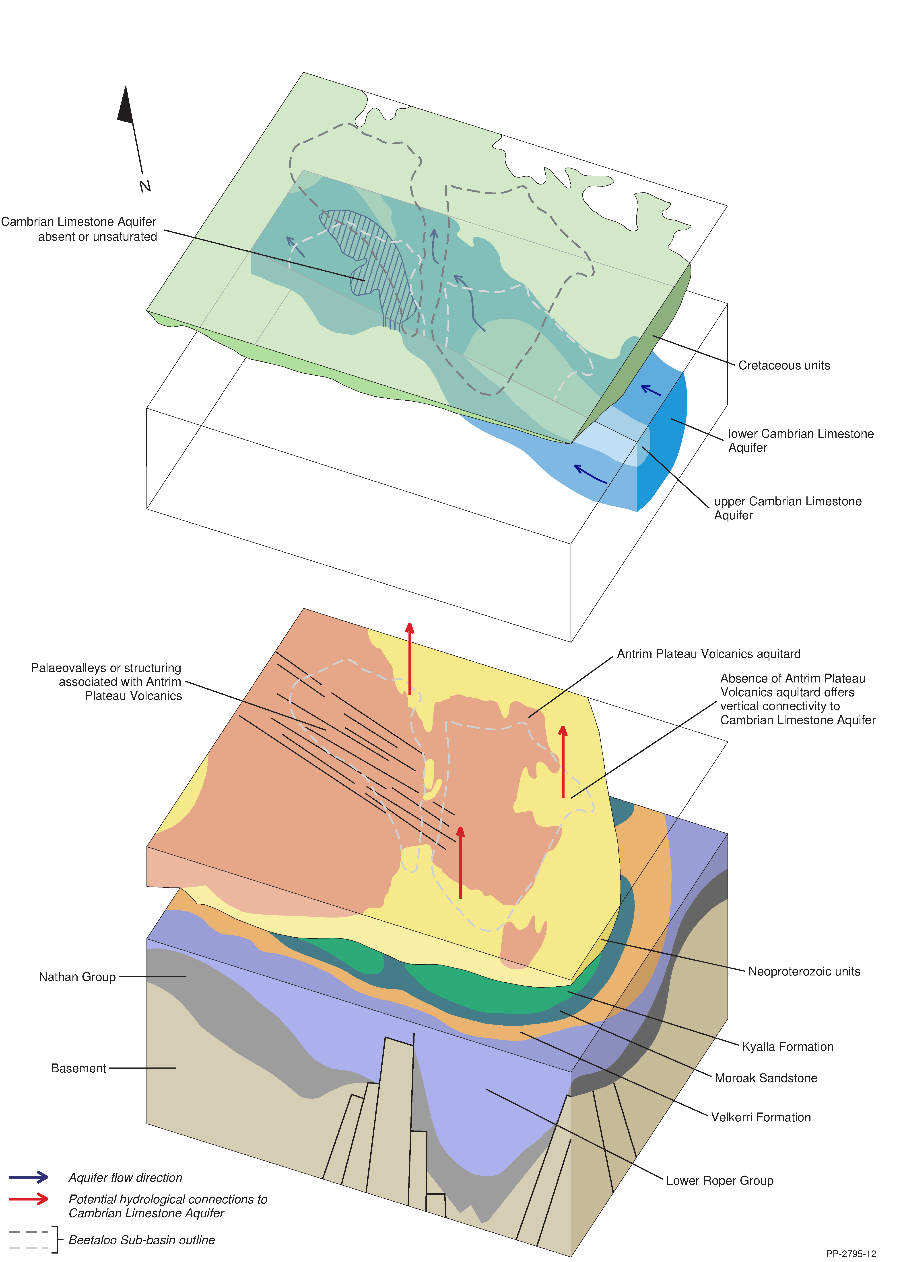 N
Cambrian Limestone Aquifer
absent or unsaturated
Cretaceous units
lower Cambrian Limestone
Aquifer
upper Cambrian Limestone
Aquifer
Antrim Plateau Volcanics aquitard
Palaeovalleys or structuring
associated with Antrim
Plateau Volcanics
Absence of Antrim Plateau
Volcanics aquitard offers
vertical connectivity to
Cambrian Limestone Aquifer
Nathan Group
Neoproterozoic units
Kyalla Formation
Basement
Moroak Sandstone
Velkerri Formation
Lower Roper Group
Aquifer flow direction
Potential hydrological connections to
Cambrian Limestone Aquifer
Beetaloo Sub-basin outline
PP-2795-12